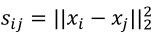 $s_{ij} = ||x_i - x_j||_2^2$